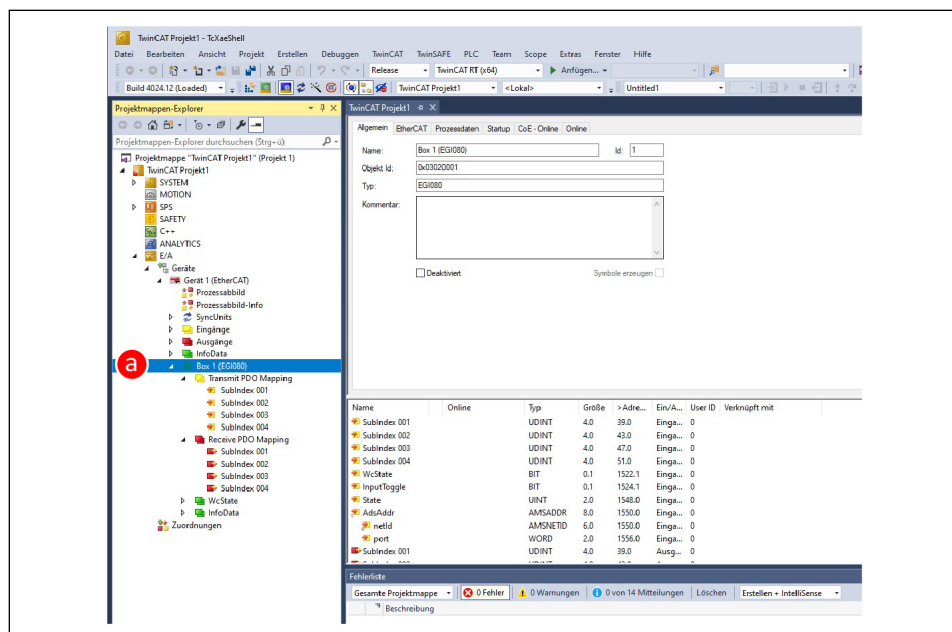 TwinCAT Projekt1 - TcXaeShell
Datei Bearbeiten Ansicht Projekt Erstellen Debuggen TwinCAT TwinSAFE PLC Team Scope Extras Fenster Hilfe
Release TwinCAT RT (x64) Anfügen...
Build 4024.12 (Loaded) TwinCAT Projekt1 <Lokal> Untitled1
Projektmappen-Explorer
Projektmappen-Explorer durchsuchen (Strg+ü)
Projektmappe "TwinCAT Projekt1" (Projekt 1)
TwinCAT Projekt1
SYSTEM
MOTION
SPS
SAFETY
C++
ANALYTICS
E/A
Geräte
Gerät 1 (EtherCAT)
Prozessabbild
Prozessabbild-Info
SyncUnits
Eingänge
Ausgänge
InfoData
a
Box 1 (EGI080)
Transmit PDO Mapping
SubIndex 001
SubIndex 002
SubIndex 003
SubIndex 004
Receive PDO Mapping
SubIndex 001
SubIndex 002
SubIndex 003
SubIndex 004
WcState
InfoData
Zuordnungen
TwinCAT Projekt1
Allgemein EtherCAT Prozessdaten Startup CoE - Online Online
Name: Box 1 (EGI080) Id: 1
Objekt Id: 0x03020001
Typ: EGI080
Kommentar:
Deaktiviert Symbole erzeugen
Name Online Typ Größe >Adre... Ein/A... User ID Verknüpft mit
SubIndex 001 UDINT 4.0 39.0 Einga... 0
SubIndex 002 UDINT 4.0 43.0 Einga... 0
SubIndex 003 UDINT 4.0 47.0 Einga... 0
SubIndex 004 UDINT 4.0 51.0 Einga... 0
WcState BIT 0.1 1522.1 Einga... 0
InputToggle BIT 0.1 1524.1 Einga... 0
State UINT 2.0 1548.0 Einga... 0
AdsAddr AMSADDR 8.0 1550.0 Einga... 0
netId AMSNETID 6.0 1550.0 Einga... 0
port WORD 2.0 1556.0 Einga... 0
SubIndex 001 UDINT 4.0 39.0 Ausg... 0
Fehlerliste
Gesamte Projektmappe 0 Fehler 0 Warnungen 0 von 14 Mitteilungen Löschen Erstellen + IntelliSense
Beschreibung